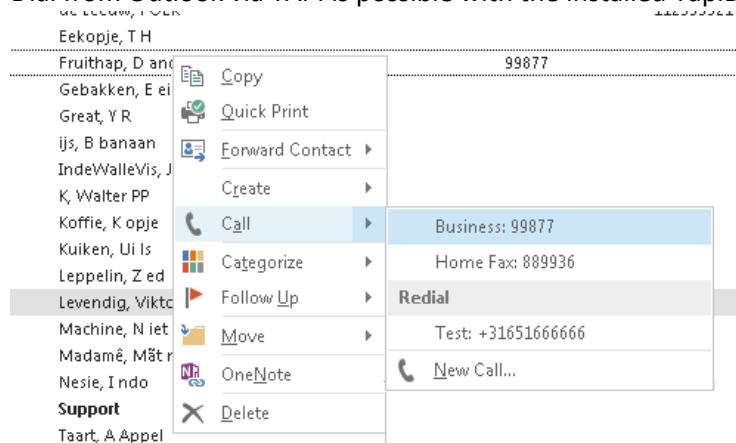 Dial from Outlook via TAPI is possible with the installed
Eekopje, T H
Fruithap, D and 99877
Gebakken, E ei
Great, Y R
ijs, B banaan
IndeWalleVis, J
K, Walter PP
Koffie, K opje
Kuiken, Ui ls
Leppelin, Z ed
Levendig, Vikto
Machine, N iet
Madamê, Mãt r
Nesie, I ndo
Support
Taart, A Appel
Copy
Quick Print
Forward Contact
Create
Call
Categorize
Follow Up
Move
OneNote
Delete
Business: 99877
Home Fax: 889936
Redial
Test: +31651666666
New Call...